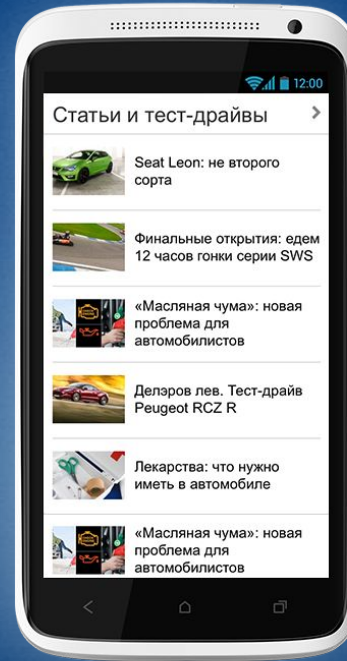 12:00
Статьи и тест-драйвы
Seat Leon: не второго
сорта
Финальные открытия: едем
12 часов гонки серии SWS
«Масляная чума»: новая
проблема для
автомобилистов
Делэров лев. Тест-драйв
Peugeot RCZ R
Лекарства: что нужно
иметь в автомобиле
«Масляная чума»: новая
проблема для
автомобилистов